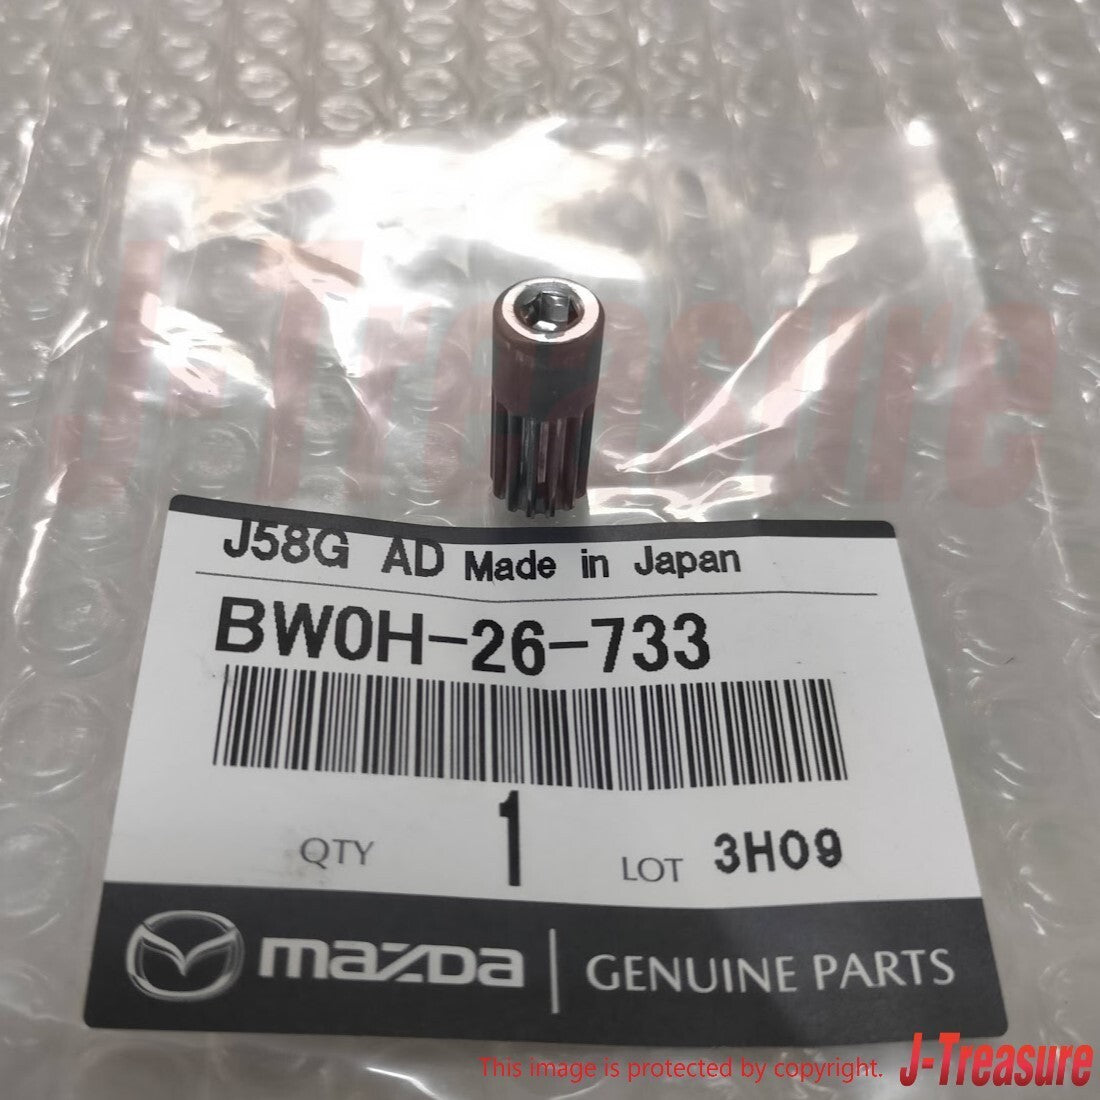 J-Treasure
J58G AD Made in Japan
BW0H-26-733
QTY 1 LOT 3H09
mazda GENUINE PARTS
This image is protected by copyright. J-Treasure